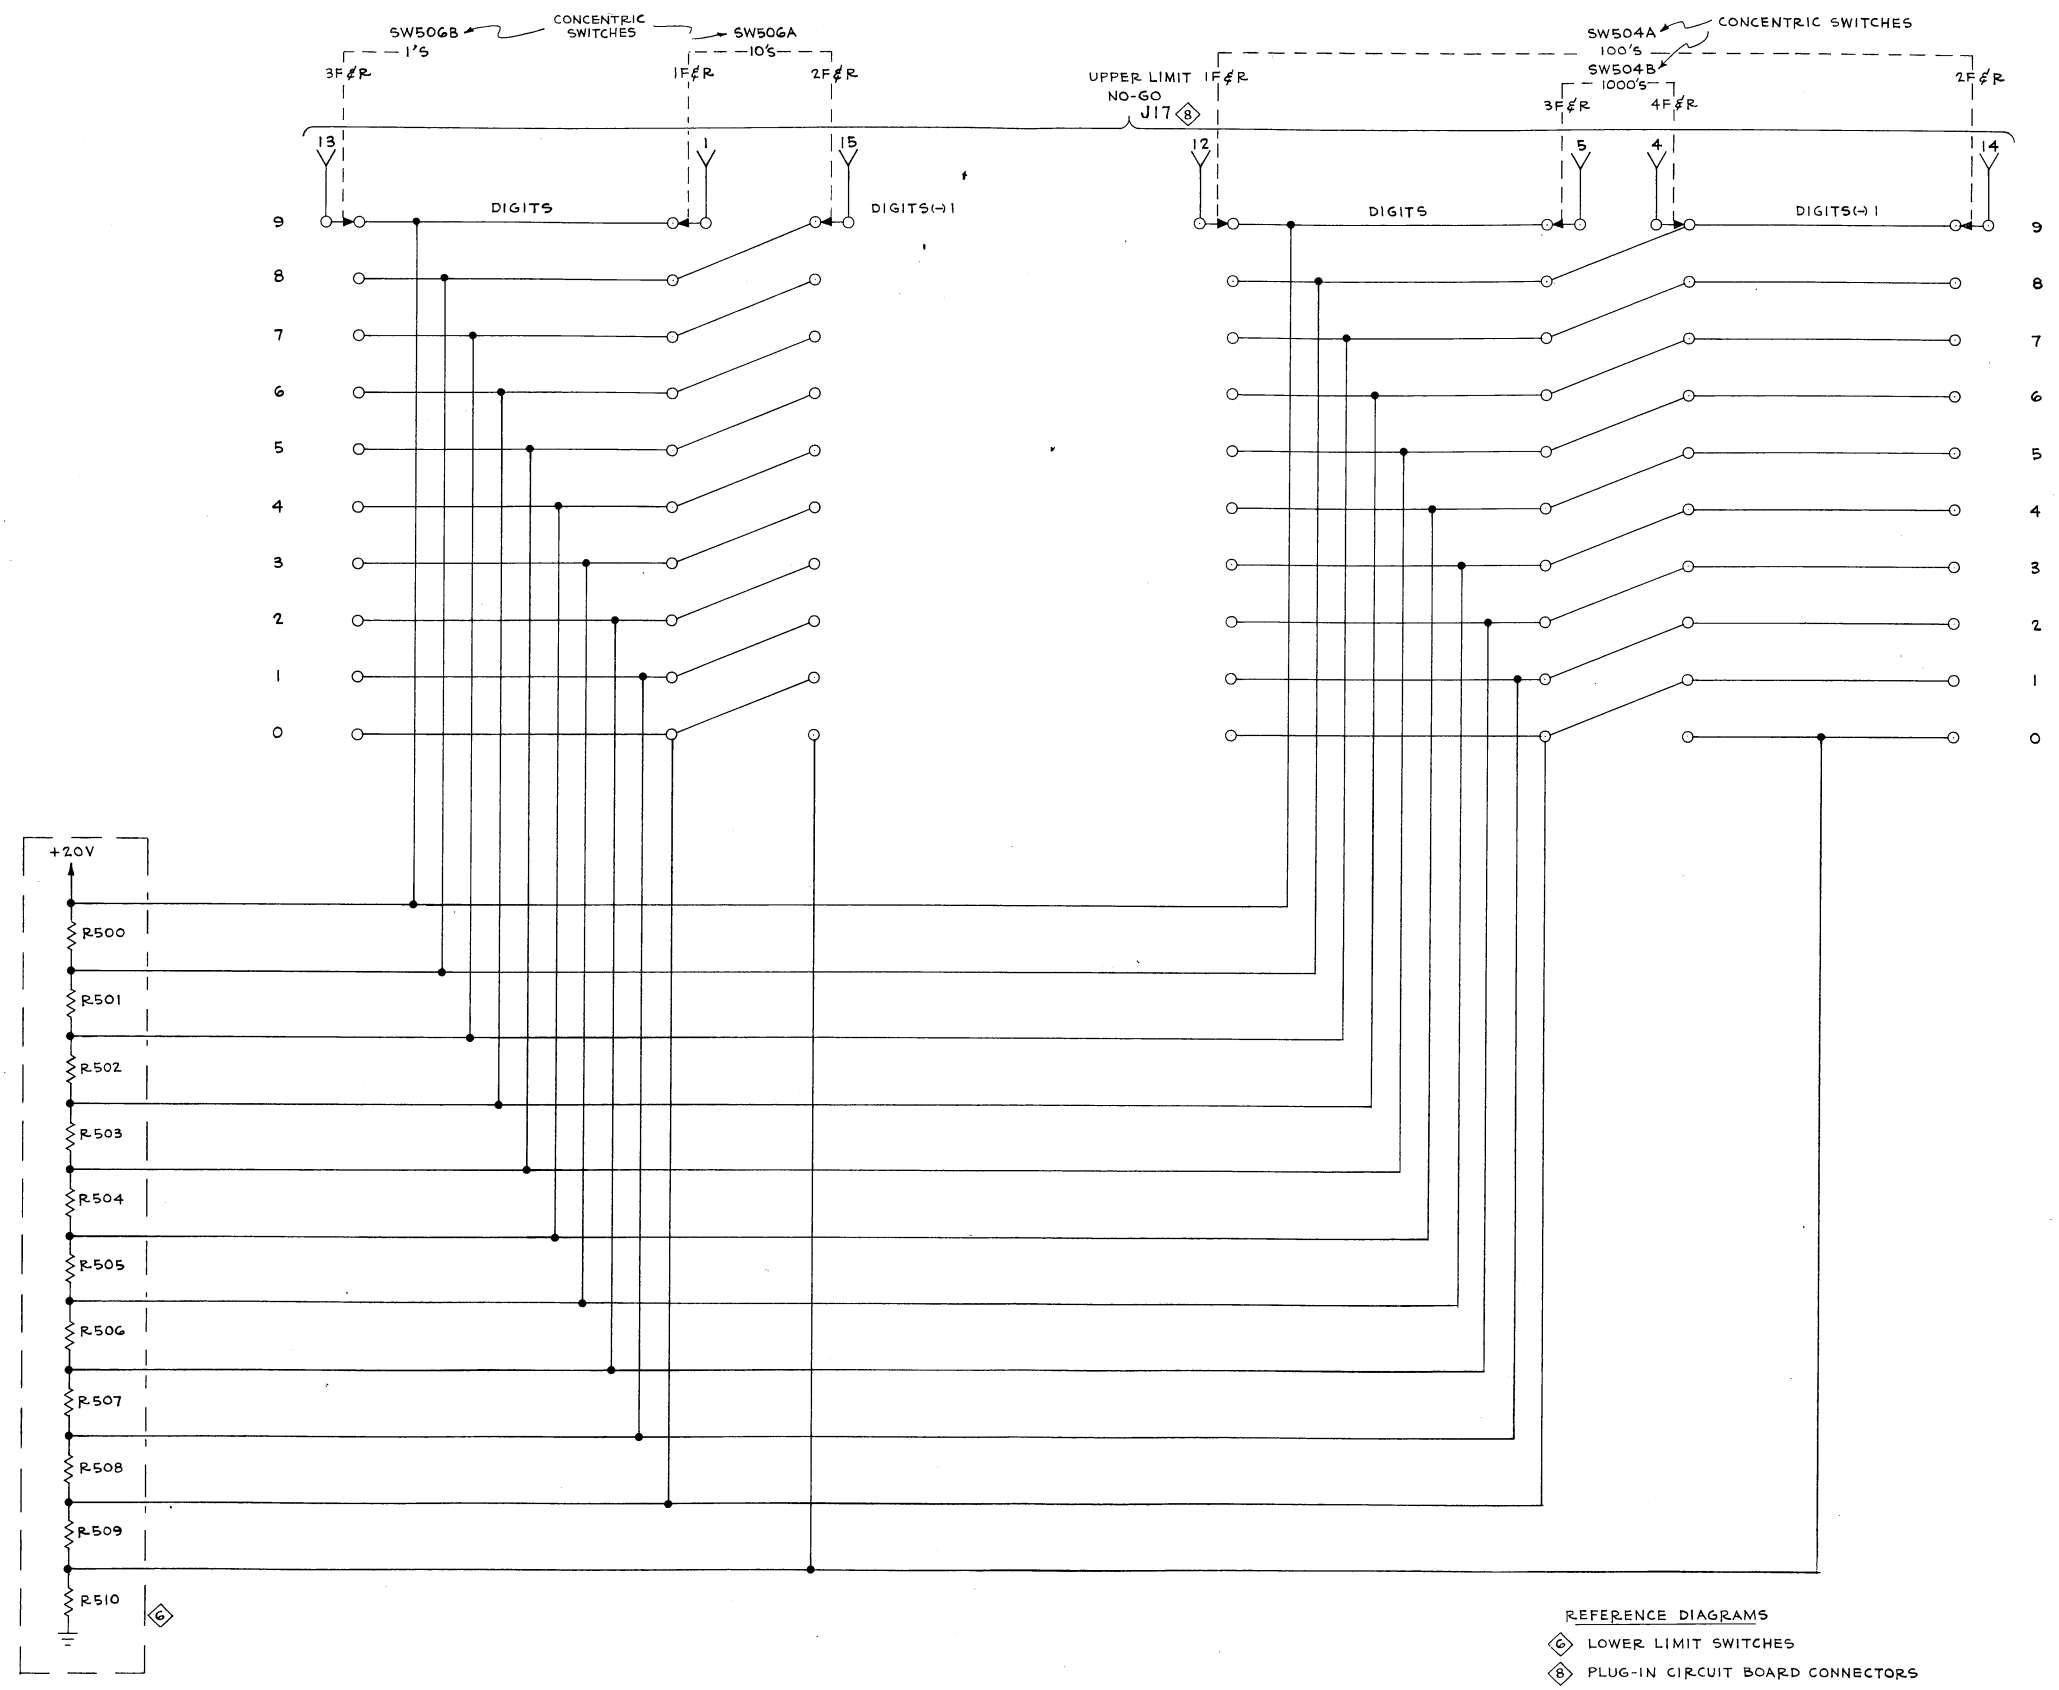 CONCENTRIC
SWITCHES
SW506B
SW506A
1'S
10'S
3F&R
1F&R
2F&R
CONCENTRIC SWITCHES
SW504A
100'S
SW504B
1000'S
UPPER LIMIT
NO-GO
J17 8
1F&R
3F&R
4F&R
2F&R
13
1
15
12
5
4
14
DIGITS
DIGITS(-)1
DIGITS
DIGITS(-)1
9
8
7
6
5
4
3
2
1
0
9
8
7
6
5
4
3
2
1
0
+20V
R500
R501
R502
R503
R504
R505
R506
R507
R508
R509
R510
6
REFERENCE DIAGRAMS
6 LOWER LIMIT SWITCHES
8 PLUG-IN CIRCUIT BOARD CONNECTORS